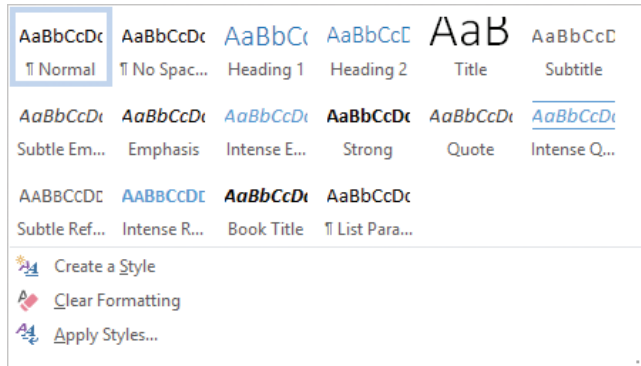 AaBbCcDc AaBbCcDc AaBbCc AaBbCcD AaB AaBbCcD
¶ Normal ¶ No Spac... Heading 1 Heading 2 Title Subtitle
AaBbCcDc AaBbCcDc AaBbCcDc AaBbCcDc AaBbCcDc AaBbCcDc
Subtle Em... Emphasis Intense E... Strong Quote Intense Q...
AABBCCDD AABBCCDD AaBbCcDc AaBbCcDc
Subtle Ref... Intense R... Book Title ¶ List Para...
Create a Style
Clear Formatting
Apply Styles...